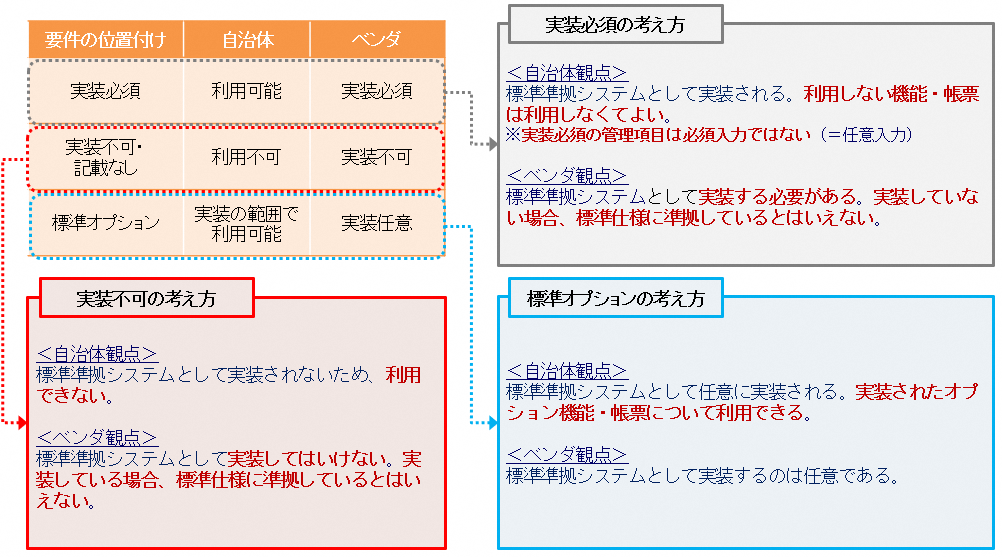 要件の位置付け 自治体 ベンダ
実装必須 利用可能 実装必須
実装不可・
記載なし 利用不可 実装不可
標準オプション 実装の範囲で
利用可能 実装任意
実装必須の考え方
＜自治体観点＞
標準準拠システムとして実装される。利用しない機能・帳票
は利用しなくてよい。
※実装必須の管理項目は必須入力ではない（＝任意入力）
＜ベンダ観点＞
標準準拠システムとして実装する必要がある。実装していな
い場合、標準仕様に準拠しているとはいえない。
実装不可の考え方
＜自治体観点＞
標準準拠システムとして実装されないため、利用
できない。
＜ベンダ観点＞
標準準拠システムとして実装してはいけない。実
装している場合、標準仕様に準拠しているとはい
えない。
標準オプションの考え方
＜自治体観点＞
標準準拠システムとして任意に実装される。実装されたオプ
ション機能・帳票について利用できる。
＜ベンダ観点＞
標準準拠システムとして実装するのは任意である。